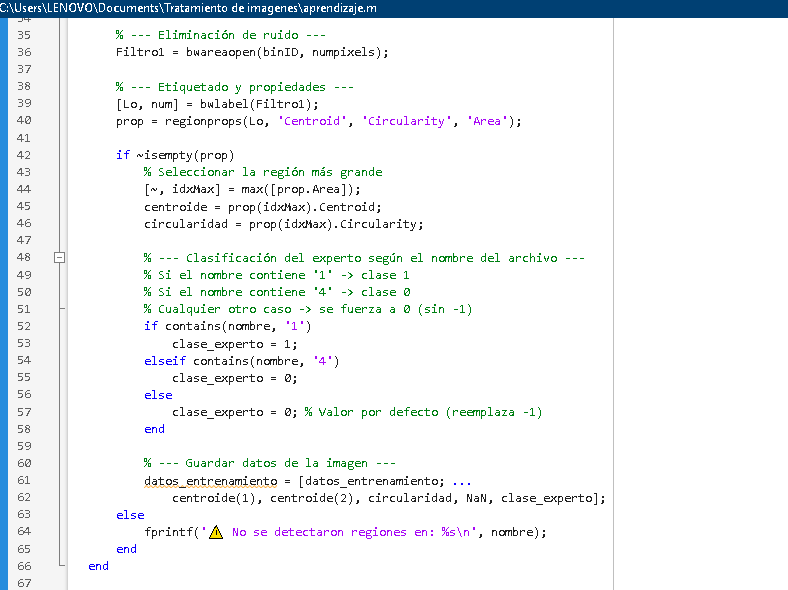 C:\Users\LENOVO\Documents\Tratamiento de imagenes\aprendizaje.m
34
35 % --- Eliminación de ruido ---
36 Filtro1 = bwareaopen(binID, numpixels);
37
38 % --- Etiquetado y propiedades ---
39 [Lo, num] = bwlabel(Filtro1);
40 prop = regionprops(Lo, 'Centroid', 'Circularity', 'Area');
41
42 if ~isempty(prop)
43 % Seleccionar la región más grande
44 [~, idxMax] = max([prop.Area]);
45 centroide = prop(idxMax).Centroid;
46 circularidad = prop(idxMax).Circularity;
47
48 % --- Clasificación del experto según el nombre del archivo ---
49 % Si el nombre contiene '1' -> clase 1
50 % Si el nombre contiene '4' -> clase 0
51 % Cualquier otro caso -> se fuerza a 0 (sin -1)
52 if contains(nombre, '1')
53 clase_experto = 1;
54 elseif contains(nombre, '4')
55 clase_experto = 0;
56 else
57 clase_experto = 0; % Valor por defecto (reemplaza -1)
58 end
59
60 % --- Guardar datos de la imagen ---
61 datos_entrenamiento = [datos_entrenamiento; ...
62 centroide(1), centroide(2), circularidad, NaN, clase_experto];
63 else
64 fprintf('⚠ No se detectaron regiones en: %s\n', nombre);
65 end
66 end
67